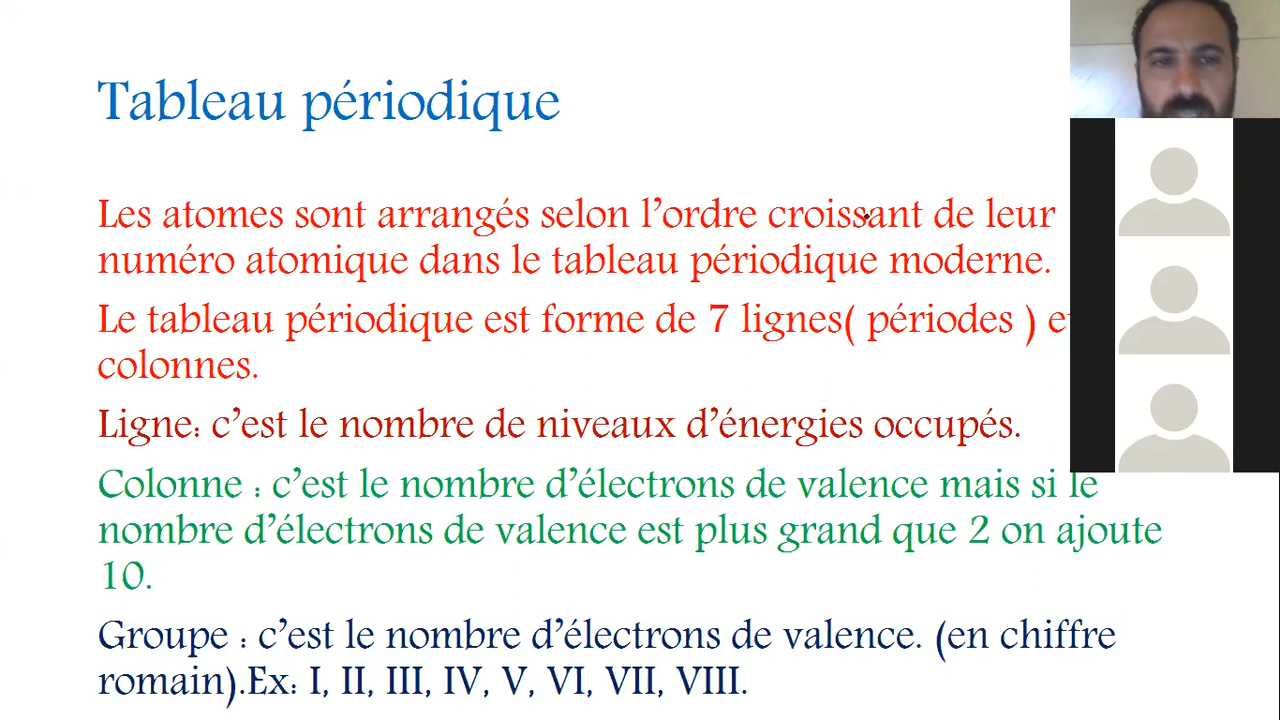 Tableau périodique
Les atomes sont arrangés selon l’ordre croissant de leur
numéro atomique dans le tableau périodique moderne.
Le tableau périodique est forme de 7 lignes( périodes )
colonnes.
Ligne: c’est le nombre de niveaux d’énergies occupés.
Colonne : c’est le nombre d’électrons de valence mais si le
nombre d’électrons de valence est plus grand que 2 on ajoute
10.
Groupe : c’est le nombre d’électrons de valence. (en chiffre
romain).Ex: I, II, III, IV, V, VI, VII, VIII.